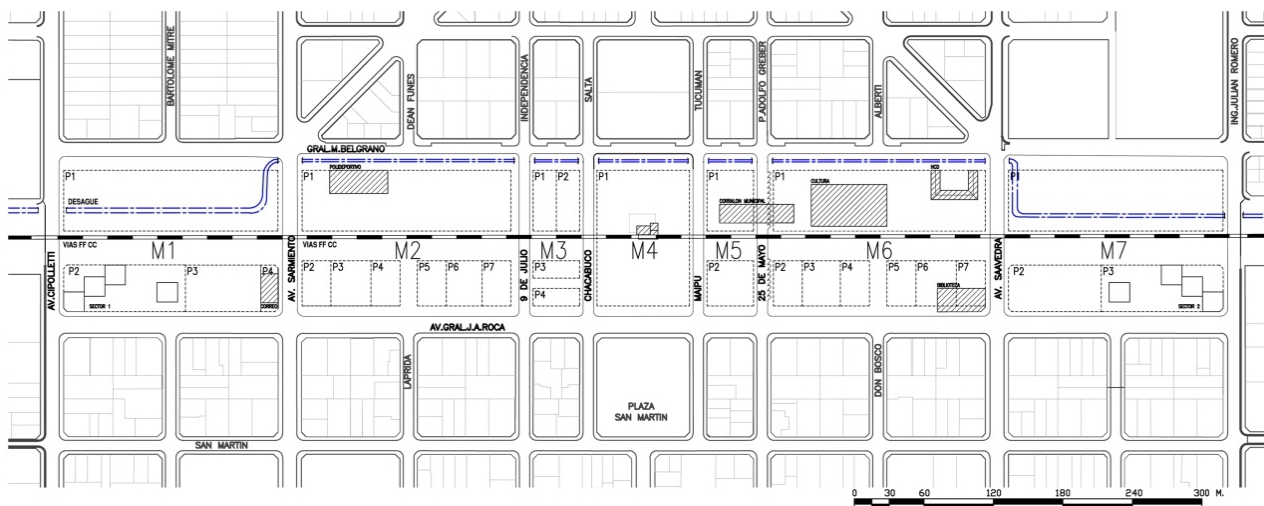 BARTOLOME MITRE
DEAN FUNES
INDEPENDENCIA
SALTA
TUCUMAN
P.ADOLFO GREBER
ALBERTI
ING.JULIAN ROMERO
GRAL.M.BELGRANO
POLIDEPORTIVO
CULTURA
HCD
P1
P1
P1
P2
P1
P1
P1
P1
DESAGUE
CORRALON MUNICIPAL
VIAS FF CC
VIAS FF CC
M1
M2
M3
M4
M5
M6
M7
AV.CIPOLLETTI
AV. SARMIENTO
9 DE JULIO
CHACABUCO
MAIPU
25 DE MAYO
AV. SAAVEDRA
P2
P3
P4
P2
P3
P4
P5
P6
P7
P3
P4
P2
P2
P3
P4
P5
P6
P7
P2
P3
SECTOR 1
CORREO
BIBLIOTEZA
SECTOR 2
AV.GRAL.J.A.ROCA
LAPRIDA
DON BOSCO
PLAZA
SAN MARTIN
SAN MARTIN
0 30 60 120 180 240 300 M.